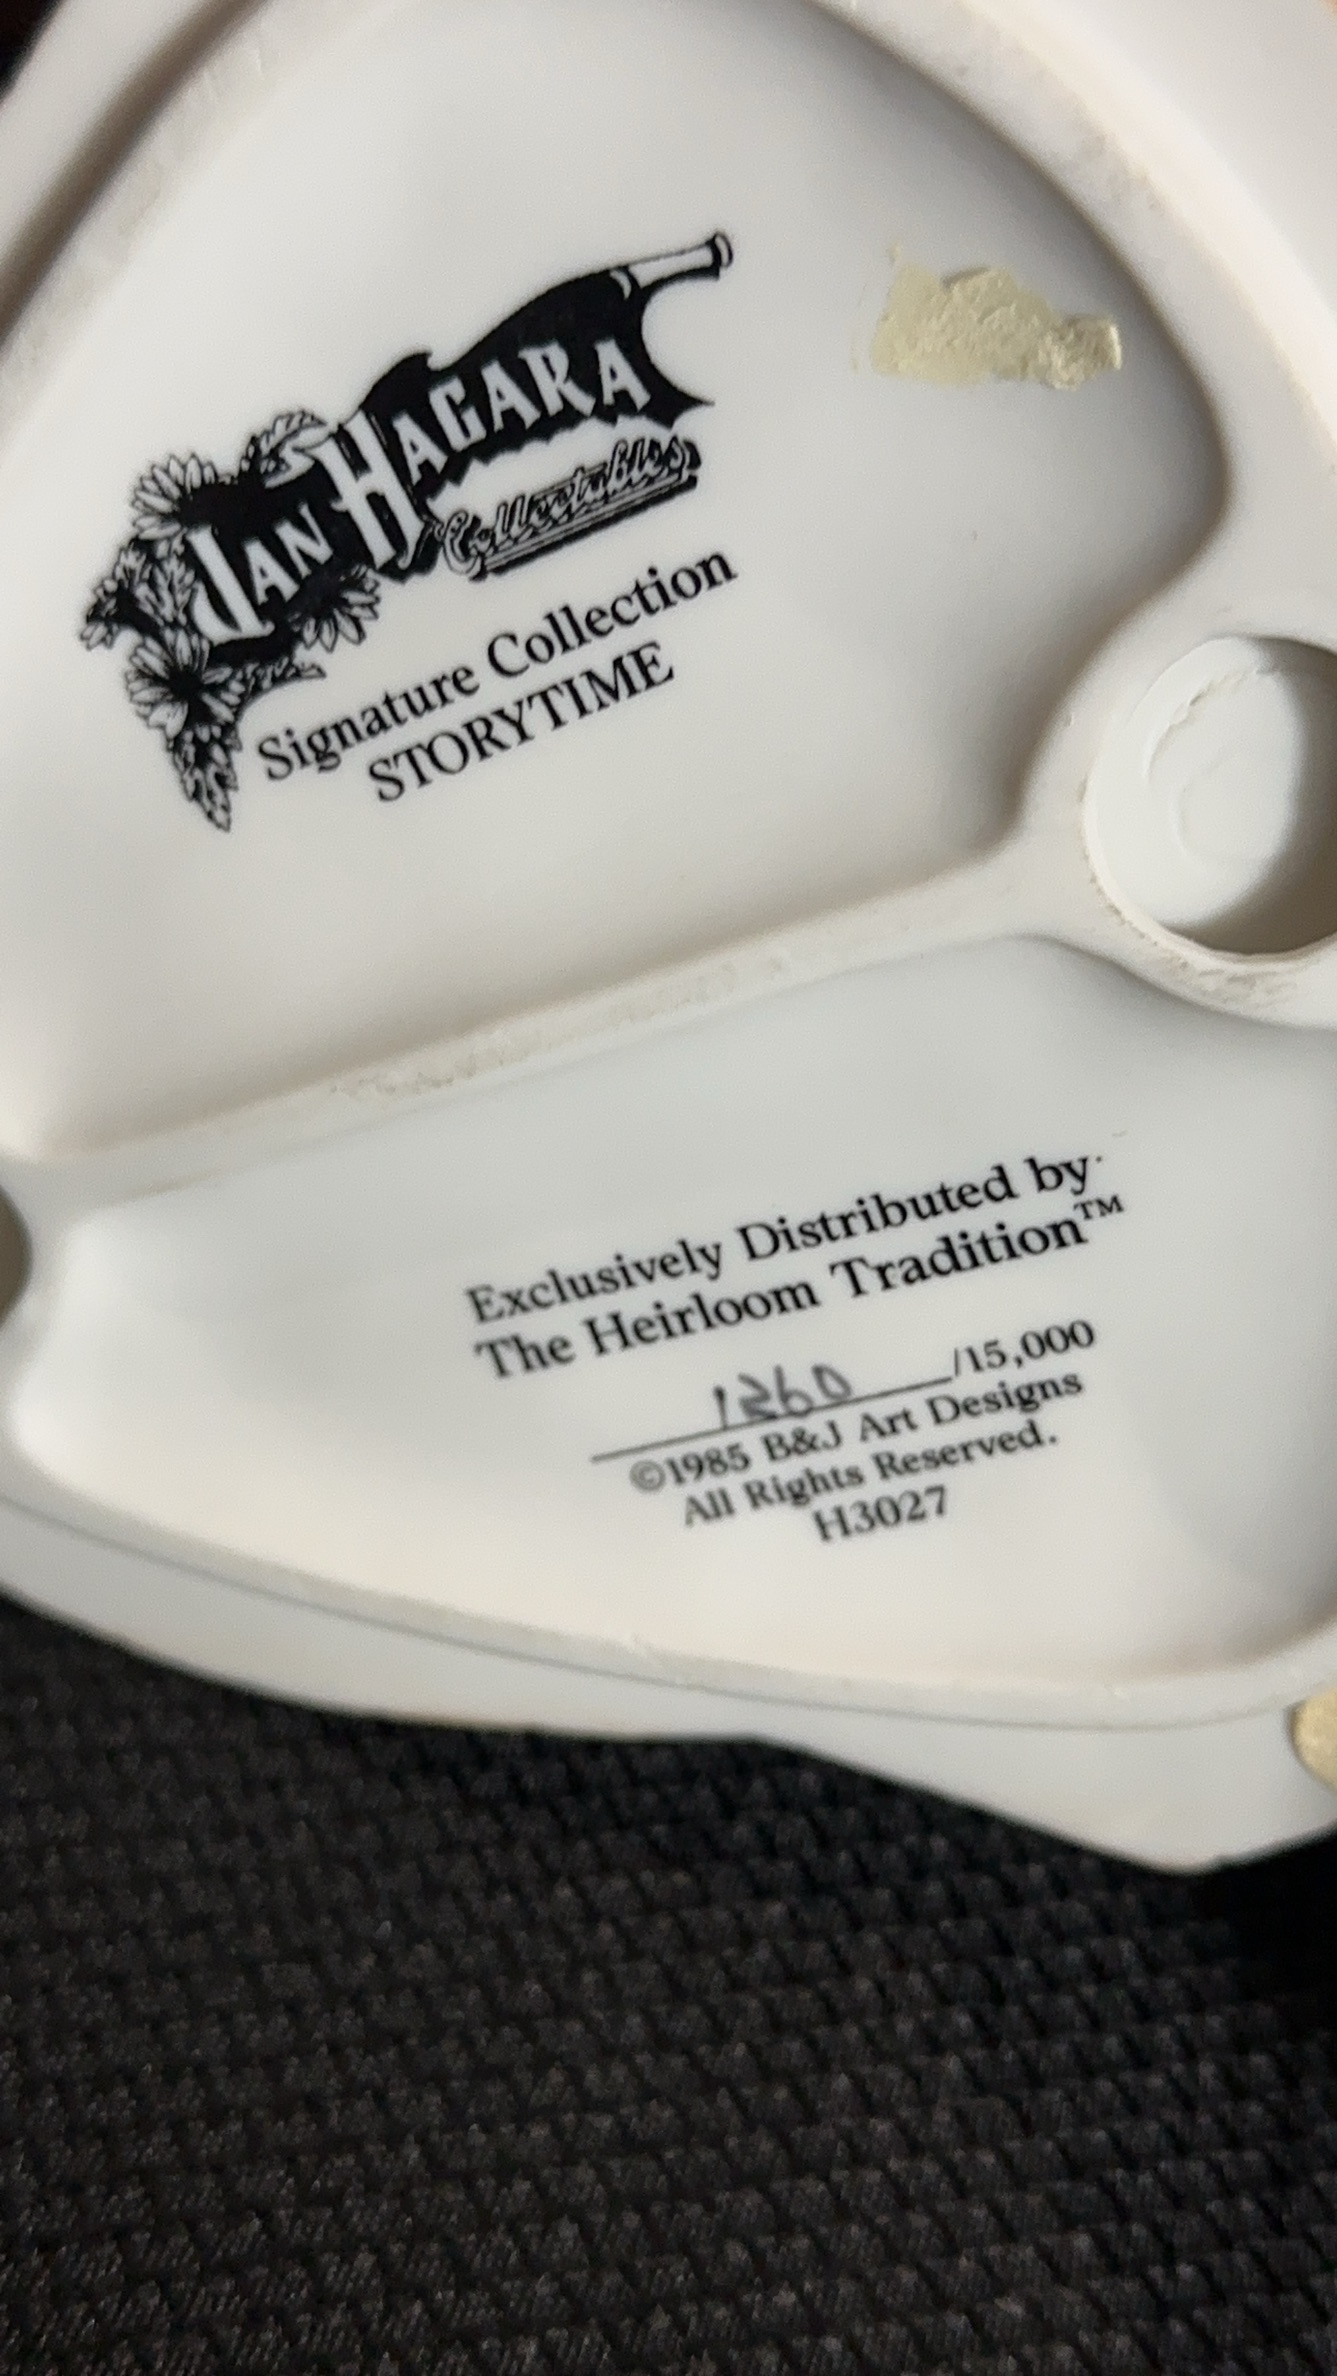 JAN HAGARA
Collectables
Signature Collection
STORYTIME
Exclusively Distributed by
The Heirloom Tradition™
1260 /15,000
©1985 B&J Art Designs
All Rights Reserved.
H3027